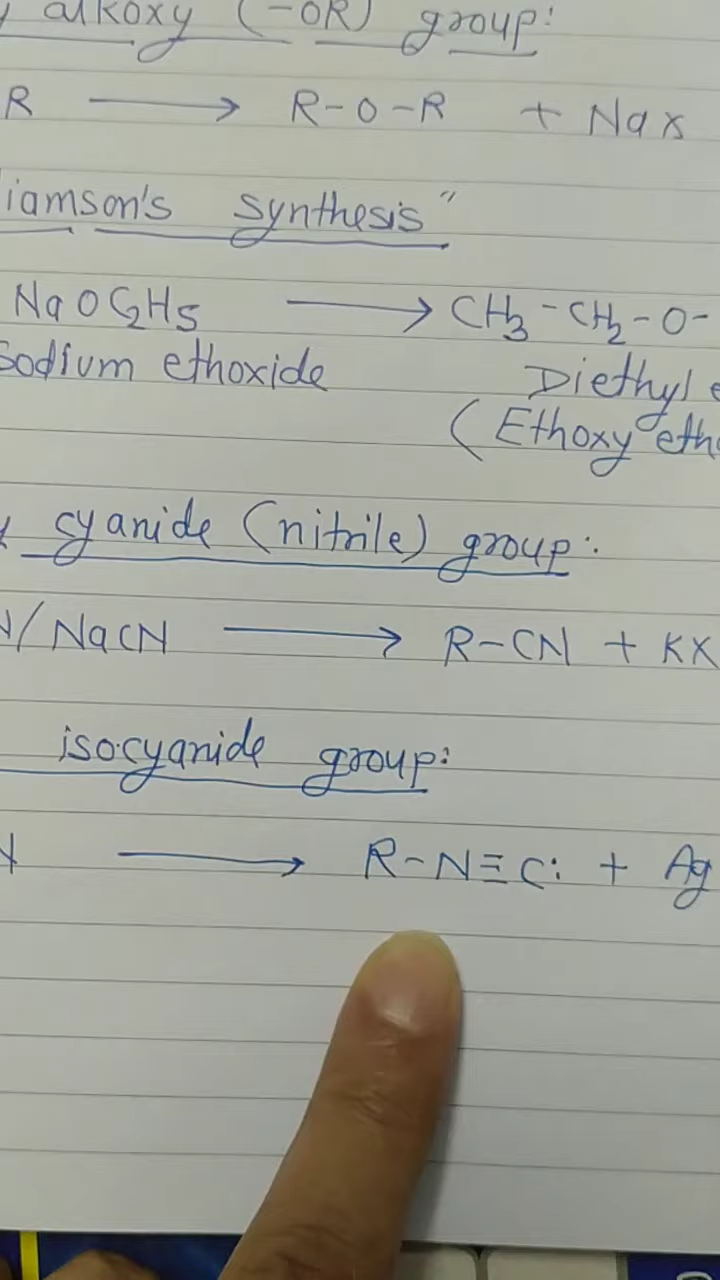 alkoxy (-OR) group:
R ⟶ R-O-R + Nax
iamson's synthesis"
NaOC2H5 ⟶ CH3-CH2-O-
Sodium ethoxide Diethyl e
(Ethoxy etha
cyanide (nitrile) group:
N/NaCN ⟶ R-CN + KX
isocyanide group:
N ⟶ R-N≡C: + Ag